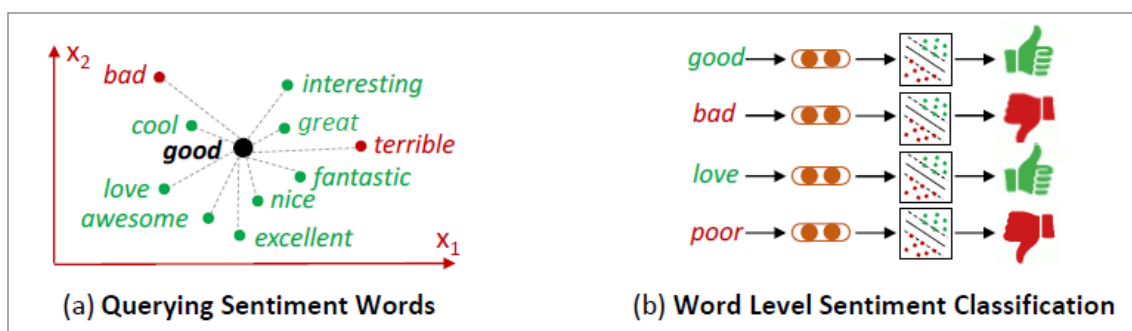 x2
bad
interesting
cool
great
good
terrible
fantastic
love
nice
awesome
excellent
x1
(a) Querying Sentiment Words
good
bad
love
poor
(b) Word Level Sentiment Classification